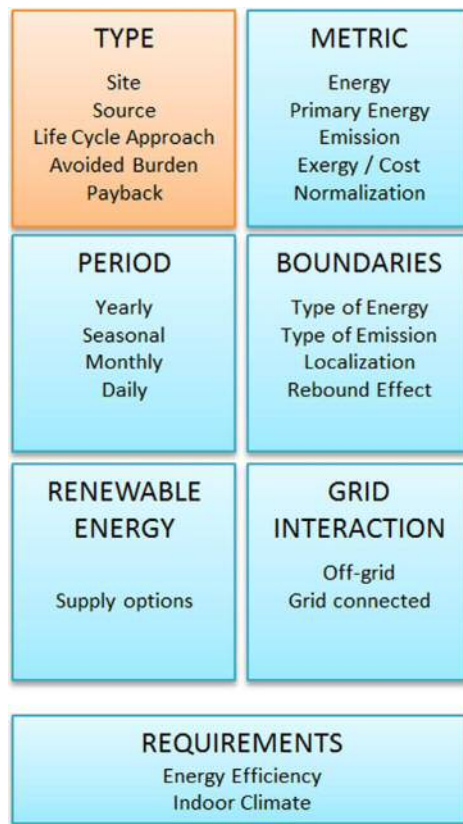 TYPE
Site
Source
Life Cycle Approach
Avoided Burden
Payback
METRIC
Energy
Primary Energy
Emission
Exergy / Cost
Normalization
PERIOD
Yearly
Seasonal
Monthly
Daily
BOUNDARIES
Type of Energy
Type of Emission
Localization
Rebound Effect
RENEWABLE
ENERGY
Supply options
GRID
INTERACTION
Off-grid
Grid connected
REQUIREMENTS
Energy Efficiency
Indoor Climate